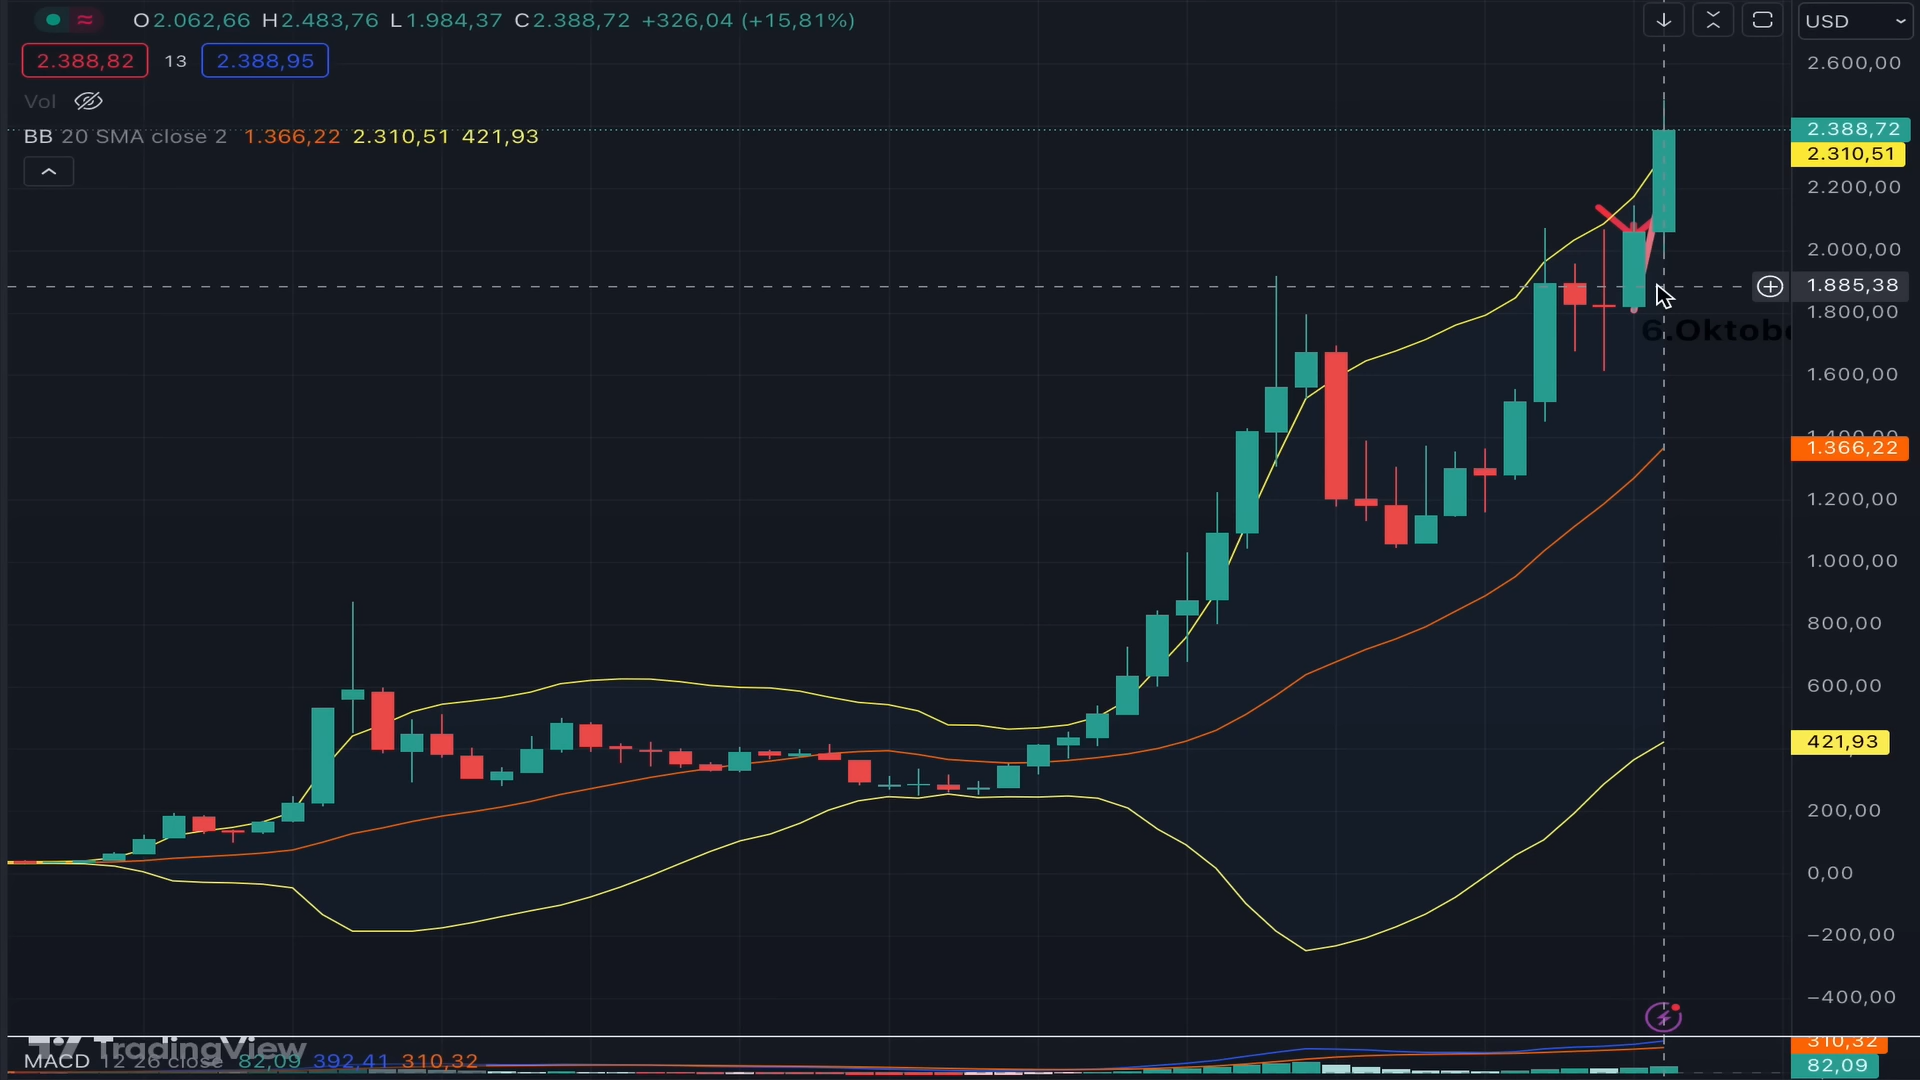 O2.062,66 H2.483,76 L1.984,37 C2.388,72 +326,04 (+15,81%)
USD
2.388,82 13 2.388,95
Vol
BB 20 SMA close 2 1.366,22 2.310,51 421,93
2.600,00
2.388,72
2.310,51
2.200,00
2.000,00
1.885,38
1.800,00
6.Oktobe
1.600,00
1.400,00
1.366,22
1.200,00
1.000,00
800,00
600,00
421,93
200,00
0,00
−200,00
−400,00
TradingView
MACD 12 26 close 82,09 392,41 310,32
310,32
82,09